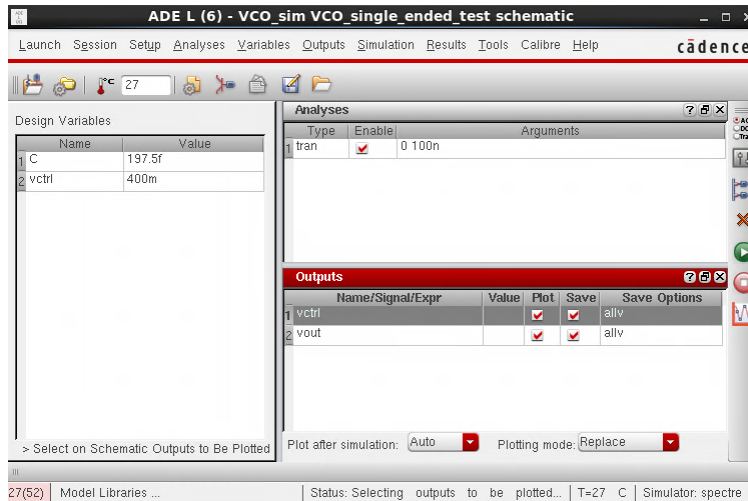 ADE L (6) - VCO_sim VCO_single_ended_test schematic
Launch Session Setup Analyses Variables Outputs Simulation Results Tools Calibre Help cādence
°C 27
Design Variables
Name Value
1 C 197.5f
2 vctrl 400m
> Select on Schematic Outputs to Be Plotted
Analyses
Type Enable Arguments
1 tran 0 100n
Outputs
Name/Signal/Expr Value Plot Save Save Options
1 vctrl allv
2 vout allv
Plot after simulation: Auto Plotting mode: Replace
AC
DC
Tra
27(52) Model Libraries ... Status: Selecting outputs to be plotted... T=27 C Simulator: spectre